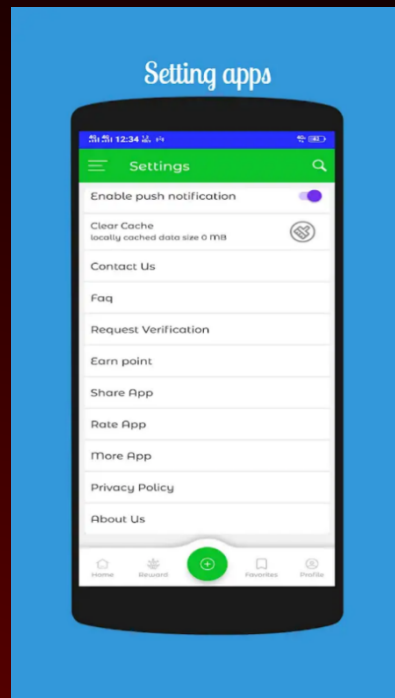 Setting apps
12:34
Settings
Enable push notification
Clear Cache
locally cached data size 0 MB
Contact Us
Faq
Request Verification
Earn point
Share App
Rate App
More App
Privacy Policy
About Us
Home Reward Favorites Profile